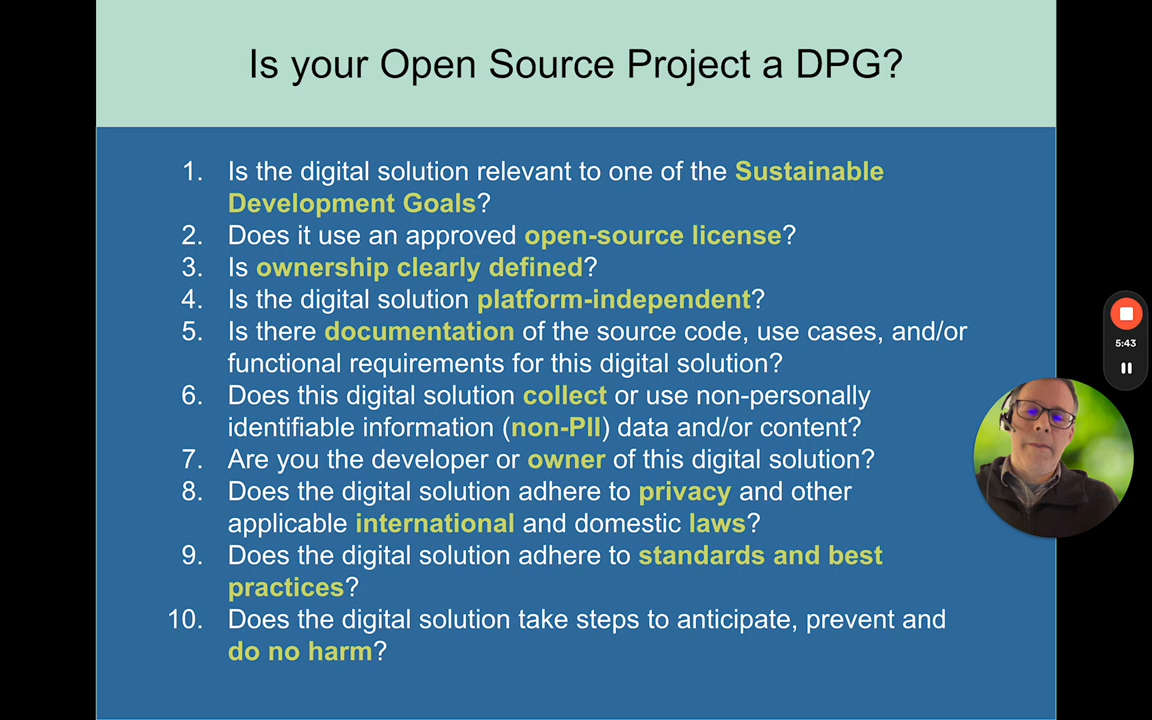 Is your Open Source Project a DPG?
1. Is the digital solution relevant to one of the Sustainable
Development Goals?
2. Does it use an approved open-source license?
3. Is ownership clearly defined?
4. Is the digital solution platform-independent?
5. Is there documentation of the source code, use cases, and/or
functional requirements for this digital solution?
6. Does this digital solution collect or use non-personally
identifiable information (non-PII) data and/or content?
7. Are you the developer or owner of this digital solution?
8. Does the digital solution adhere to privacy and other
applicable international and domestic laws?
9. Does the digital solution adhere to standards and best
practices?
10. Does the digital solution take steps to anticipate, prevent and
do no harm?
5:43